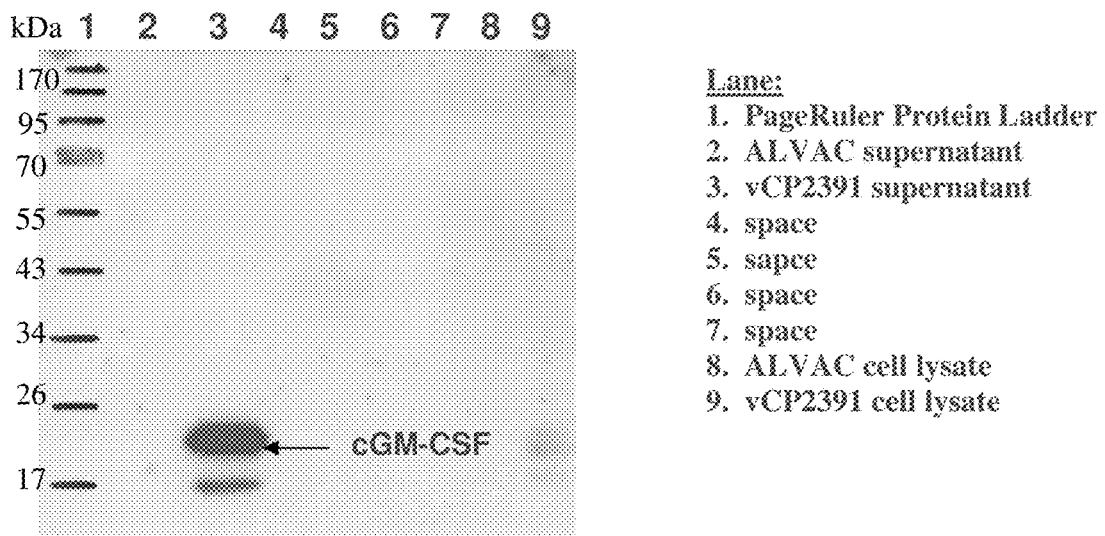 kDa 1 2 3 4 5 6 7 8 9
170
95
70
55
43
34
26
17
cGM-CSF
Lane:
1. PageRuler Protein Ladder
2. ALVAC supernatant
3. vCP2391 supernatant
4. space
5. sapce
6. space
7. space
8. ALVAC cell lysate
9. vCP2391 cell lysate